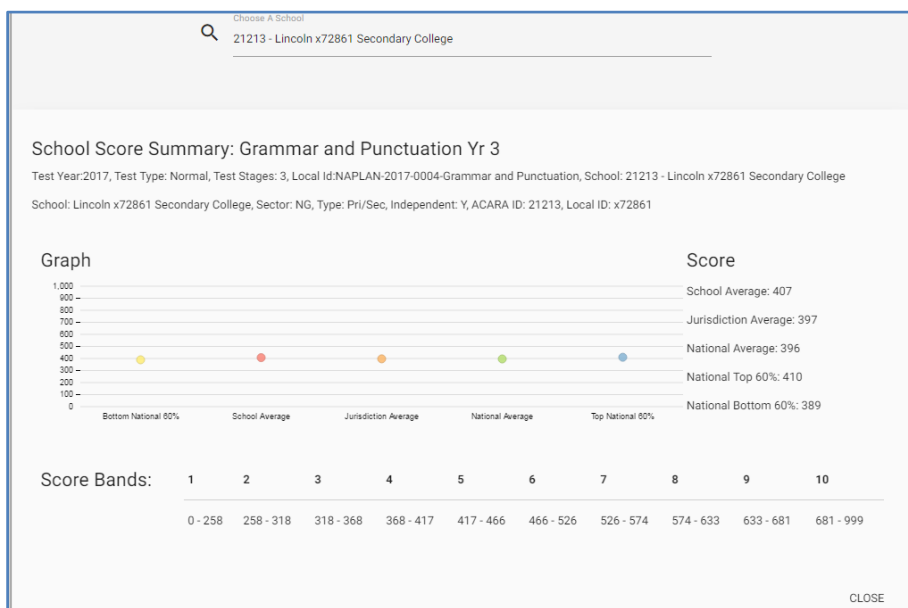 Choose A School
21213 - Lincoln x72861 Secondary College
School Score Summary: Grammar and Punctuation Yr 3
Test Year:2017, Test Type: Normal, Test Stages: 3, Local Id:NAPLAN-2017-0004-Grammar and Punctuation, School: 21213 - Lincoln x72861 Secondary College
School: Lincoln x72861 Secondary College, Sector: NG, Type: Pri/Sec, Independent: Y, ACARA ID: 21213, Local ID: x72861
Graph
1,000
900
800
700
600
500
400
300
200
100
0
Bottom National 60% School Average Jurisdiction Average National Average Top National 60%
Score
School Average: 407
Jurisdiction Average: 397
National Average: 396
National Top 60%: 410
National Bottom 60%: 389
Score Bands: 1 2 3 4 5 6 7 8 9 10
0 - 258 258 - 318 318 - 368 368 - 417 417 - 466 466 - 526 526 - 574 574 - 633 633 - 681 681 - 999
CLOSE